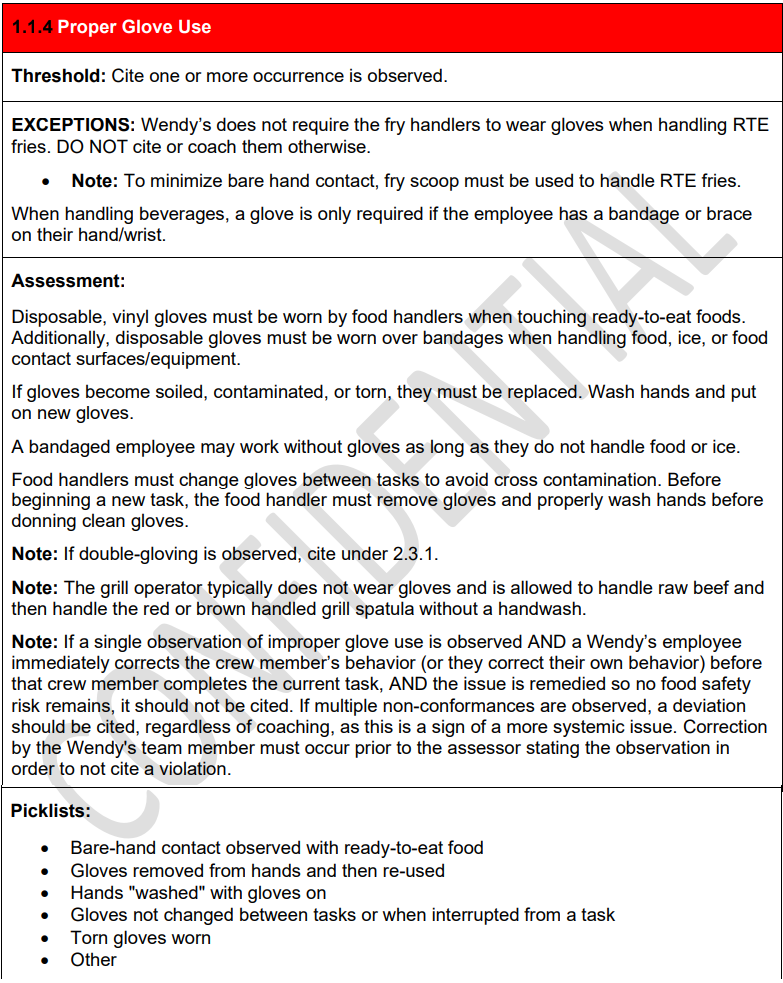 1.1.4 Proper Glove Use
Threshold: Cite one or more occurrence is observed.
EXCEPTIONS: Wendy's does not require the fry handlers to wear gloves when handling RTE
fries. DO NOT cite or coach them otherwise.
• Note: To minimize bare hand contact, fry scoop must be used to handle RTE fries.
When handling beverages, a glove is only required if the employee has a bandage or brace
on their hand/wrist.
Assessment:
Disposable, vinyl gloves must be worn by food handlers when touching ready-to-eat foods.
Additionally, disposable gloves must be worn over bandages when handling food, ice, or food
contact surfaces/equipment.
If gloves become soiled, contaminated, or torn, they must be replaced. Wash hands and put
on new gloves.
A bandaged employee may work without gloves as long as they do not handle food or ice.
Food handlers must change gloves between tasks to avoid cross contamination. Before
beginning a new task, the food handler must remove gloves and properly wash hands before
donning clean gloves.
Note: If double-gloving is observed, cite under 2.3.1.
Note: The grill operator typically does not wear gloves and is allowed to handle raw beef and
then handle the red or brown handled grill spatula without a handwash.
Note: If a single observation of improper glove use is observed AND a Wendy's employee
immediately corrects the crew member's behavior (or they correct their own behavior) before
that crew member completes the current task, AND the issue is remedied so no food safety
risk remains, it should not be cited. If multiple non-conformances are observed, a deviation
should be cited, regardless of coaching, as this is a sign of a more systemic issue. Correction
by the Wendy's team member must occur prior to the assessor stating the observation in
order to not cite a violation.
Picklists:
• Bare-hand contact observed with ready-to-eat food
• Gloves removed from hands and then re-used
• Hands "washed" with gloves on
• Gloves not changed between tasks or when interrupted from a task
• Torn gloves worn
• Other
CONFIDENTIAL